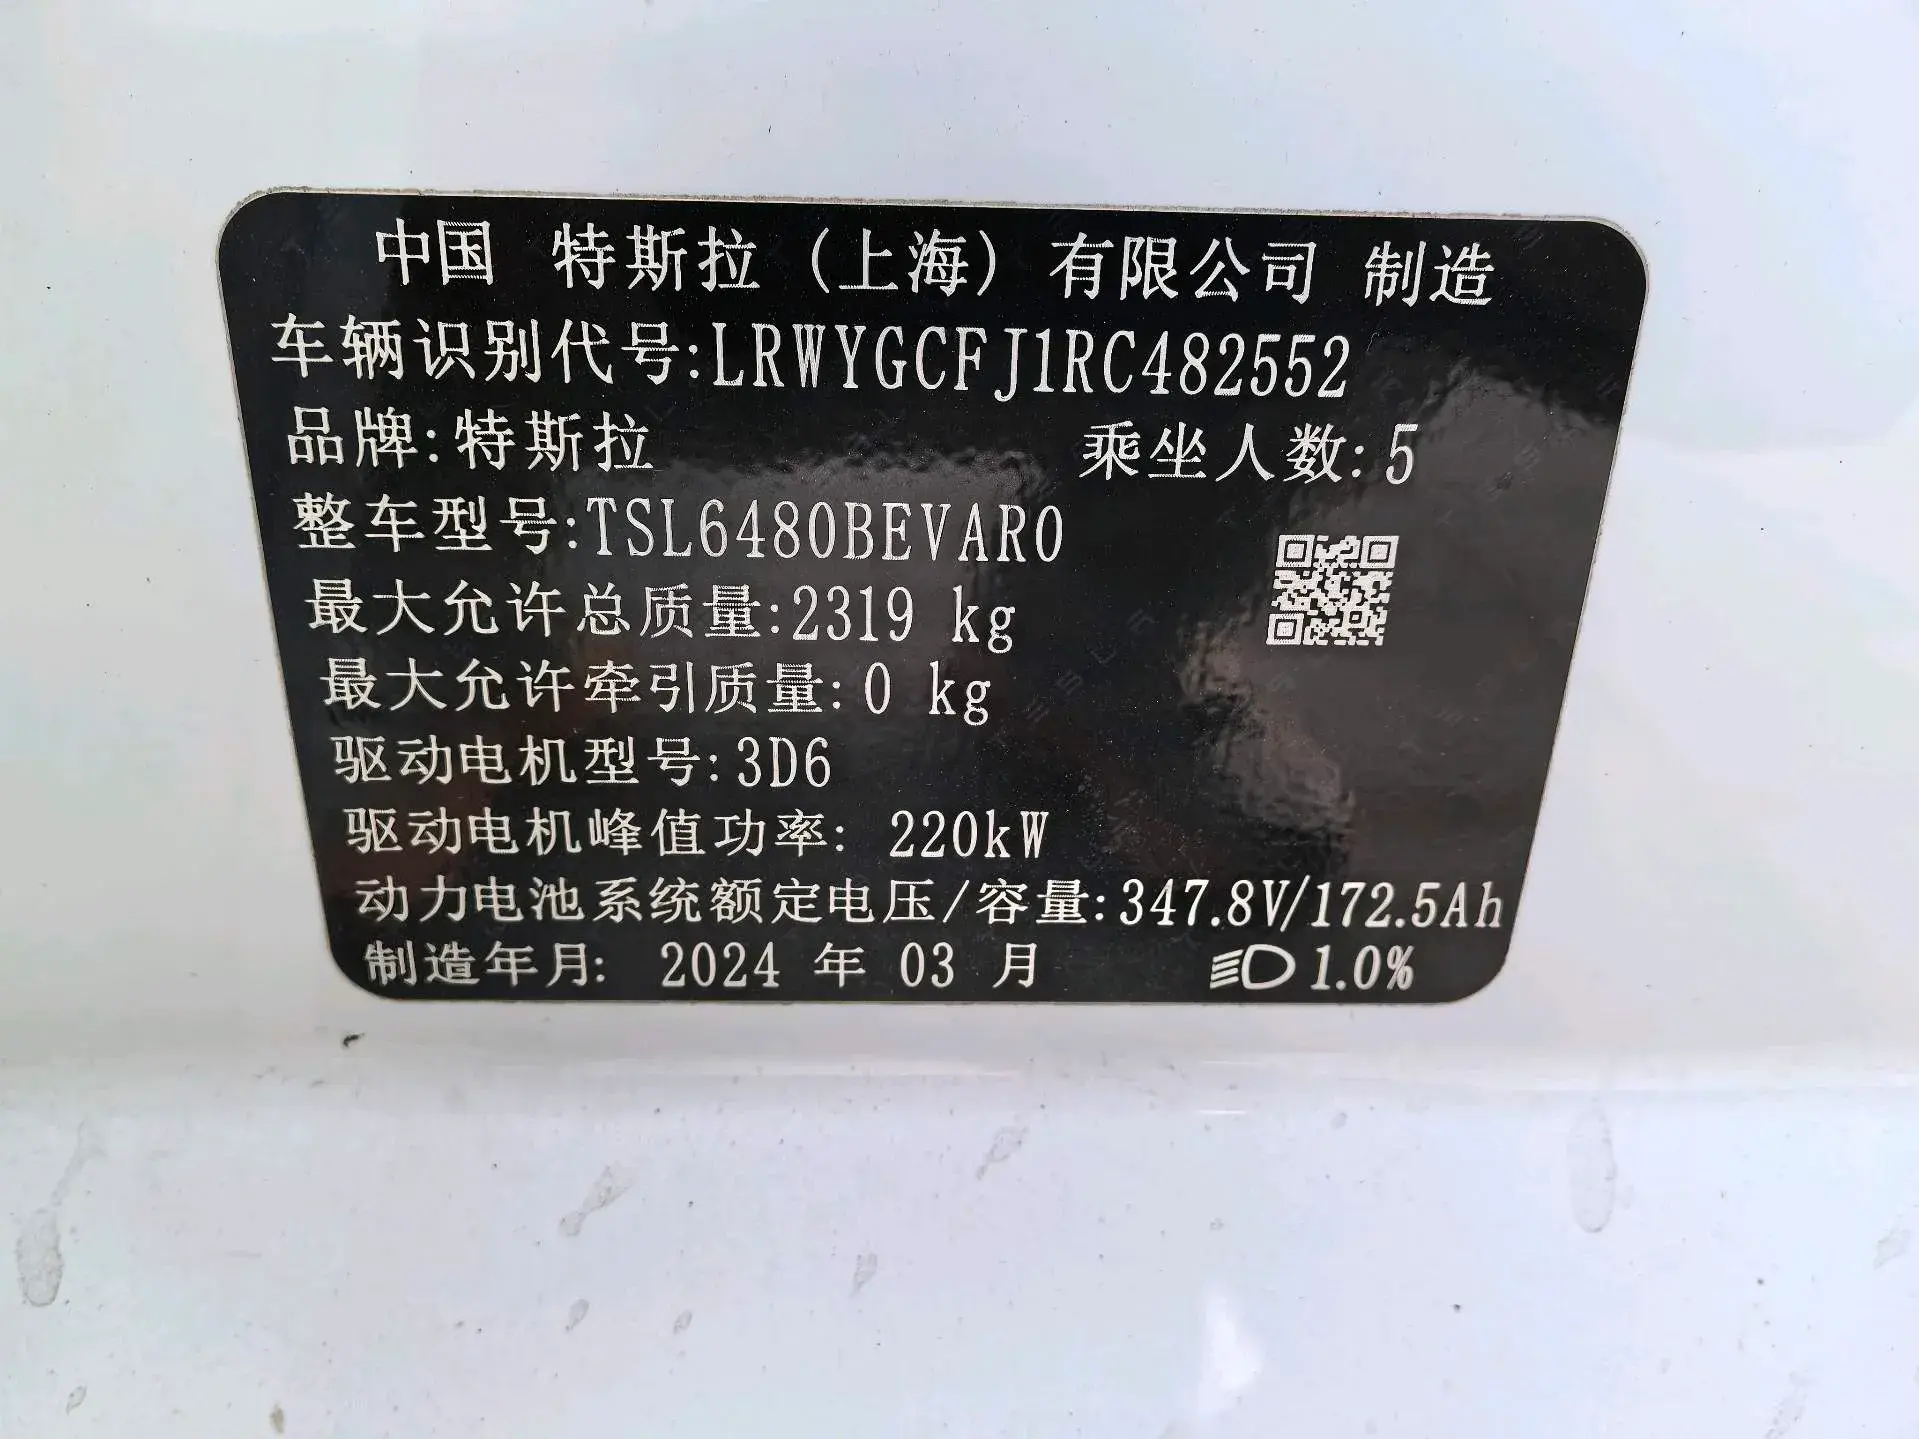 中国 特斯拉（上海）有限公司 制造
车辆识别代号:LRWYGCFJ1RC482552
品牌:特斯拉 乘坐人数:5
整车型号:TSL6480BEVAR0
最大允许总质量:2319 kg
最大允许牵引质量:0 kg
驱动电机型号:3D6
驱动电机峰值功率: 220kW
动力电池系统额定电压/容量:347.8V/172.5Ah
制造年月: 2024 年 03 月 1.0%